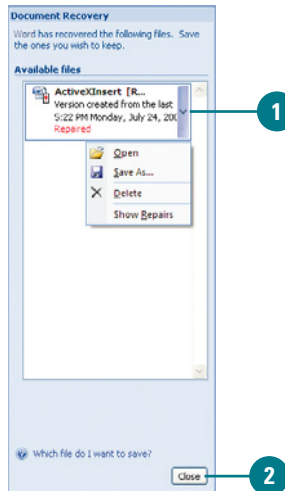 Document Recovery
Word has recovered the following files. Save
the ones you wish to keep.
Available files
ActiveXInsert [R...
Version created from the last
5:22 PM Monday, July 24, 200
Repaired
1
Open
Save As...
Delete
Show Repairs
Which file do I want to save?
Close
2